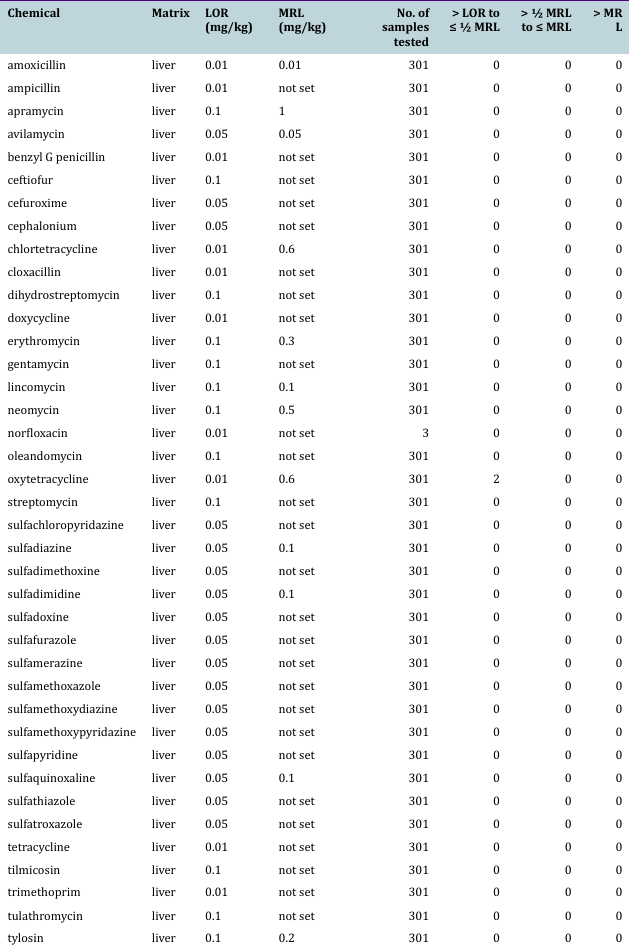 Chemical Matrix LOR (mg/kg) MRL (mg/kg) No. of samples tested > LOR to ≤ ½ MRL > ½ MRL to ≤ MRL > MR L
amoxicillin liver 0.01 0.01 301 0 0 0
ampicillin liver 0.01 not set 301 0 0 0
apramycin liver 0.1 1 301 0 0 0
avilamycin liver 0.05 0.05 301 0 0 0
benzyl G penicillin liver 0.01 not set 301 0 0 0
ceftiofur liver 0.1 not set 301 0 0 0
cefuroxime liver 0.05 not set 301 0 0 0
cephalonium liver 0.05 not set 301 0 0 0
chlortetracycline liver 0.01 0.6 301 0 0 0
cloxacillin liver 0.01 not set 301 0 0 0
dihydrostreptomycin liver 0.1 not set 301 0 0 0
doxycycline liver 0.01 not set 301 0 0 0
erythromycin liver 0.1 0.3 301 0 0 0
gentamycin liver 0.1 not set 301 0 0 0
lincomycin liver 0.1 0.1 301 0 0 0
neomycin liver 0.1 0.5 301 0 0 0
norfloxacin liver 0.01 not set 3 0 0 0
oleandomycin liver 0.1 not set 301 0 0 0
oxytetracycline liver 0.01 0.6 301 2 0 0
streptomycin liver 0.1 not set 301 0 0 0
sulfachloropyridazine liver 0.05 not set 301 0 0 0
sulfadiazine liver 0.05 0.1 301 0 0 0
sulfadimethoxine liver 0.05 not set 301 0 0 0
sulfadimidine liver 0.05 0.1 301 0 0 0
sulfadoxine liver 0.05 not set 301 0 0 0
sulfafurazole liver 0.05 not set 301 0 0 0
sulfamerazine liver 0.05 not set 301 0 0 0
sulfamethoxazole liver 0.05 not set 301 0 0 0
sulfamethoxydiazine liver 0.05 not set 301 0 0 0
sulfamethoxypyridazine liver 0.05 not set 301 0 0 0
sulfapyridine liver 0.05 not set 301 0 0 0
sulfaquinoxaline liver 0.05 0.1 301 0 0 0
sulfathiazole liver 0.05 not set 301 0 0 0
sulfatroxazole liver 0.05 not set 301 0 0 0
tetracycline liver 0.01 not set 301 0 0 0
tilmicosin liver 0.1 not set 301 0 0 0
trimethoprim liver 0.01 not set 301 0 0 0
tulathromycin liver 0.1 not set 301 0 0 0
tylosin liver 0.1 0.2 301 0 0 0